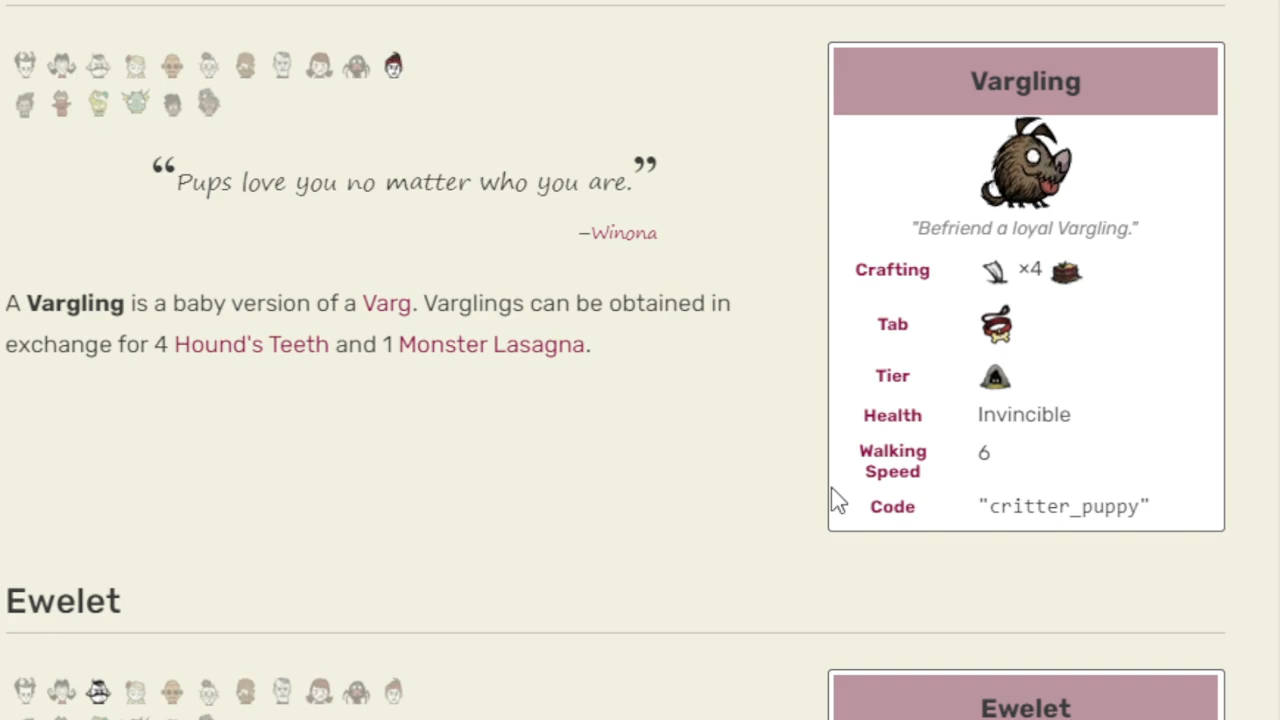 “Pups love you no matter who you are.”
–Winona
A Vargling is a baby version of a Varg. Varglings can be obtained in
exchange for 4 Hound's Teeth and 1 Monster Lasagna.
Vargling
"Befriend a loyal Vargling."
Crafting ×4
Tab
Tier
Health Invincible
Walking
Speed 6
Code "critter_puppy"
Ewelet
Ewelet